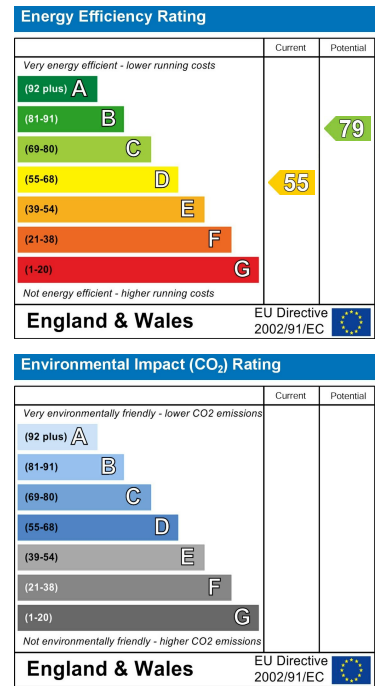 Energy Efficiency Rating
Current Potential
Very energy efficient - lower running costs
(92 plus) A
(81-91) B
(69-80) C
79
(55-68) D
55
(39-54) E
(21-38) F
(1-20) G
Not energy efficient - higher running costs
England & Wales
EU Directive
2002/91/EC
Environmental Impact (CO₂) Rating
Current Potential
Very environmentally friendly - lower CO2 emissions
(92 plus) A
(81-91) B
(69-80) C
(55-68) D
(39-54) E
(21-38) F
(1-20) G
Not environmentally friendly - higher CO2 emissions
England & Wales
EU Directive
2002/91/EC